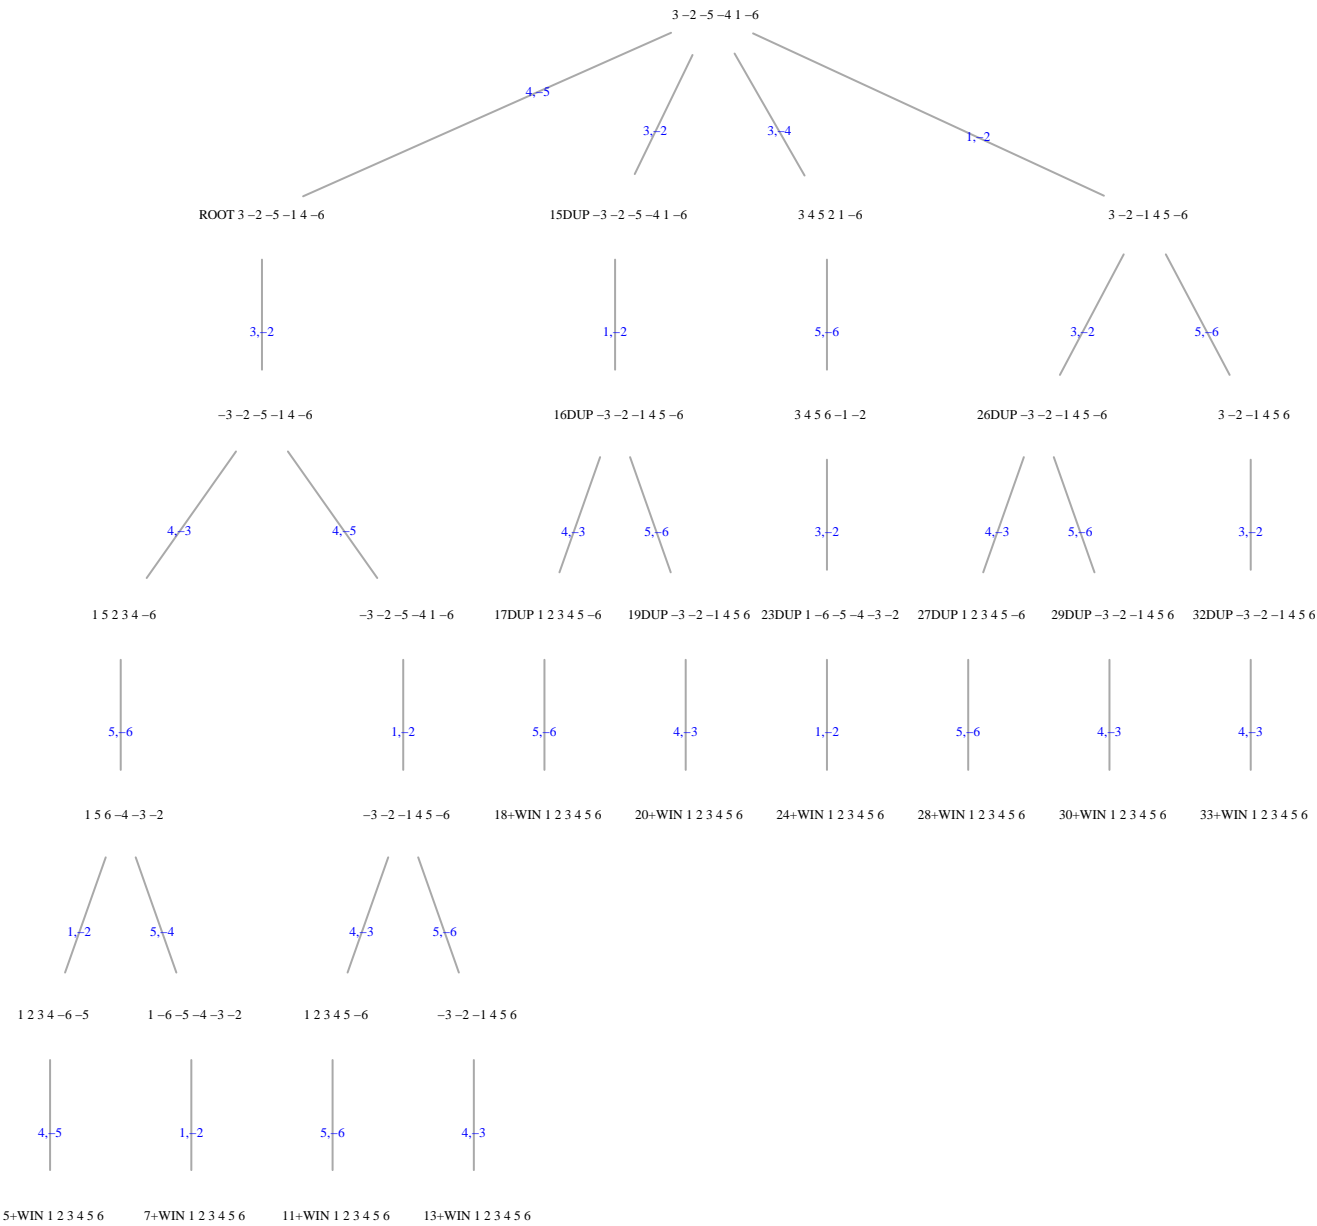 3 −2 −5 −4 1 −6
4,−5
3,−2
3,−4
1,−2
ROOT 3 −2 −5 −1 4 −6
15DUP −3 −2 −5 −4 1 −6
3 4 5 2 1 −6
3 −2 −1 4 5 −6
3,−2
1,−2
5,−6
3,−2
5,−6
−3 −2 −5 −1 4 −6
16DUP −3 −2 −1 4 5 −6
3 4 5 6 −1 −2
26DUP −3 −2 −1 4 5 −6
3 −2 −1 4 5 6
4,−3
4,−5
4,−3
5,−6
3,−2
4,−3
5,−6
3,−2
1 5 2 3 4 −6
−3 −2 −5 −4 1 −6
17DUP 1 2 3 4 5 −6
19DUP −3 −2 −1 4 5 6
23DUP 1 −6 −5 −4 −3 −2
27DUP 1 2 3 4 5 −6
29DUP −3 −2 −1 4 5 6
32DUP −3 −2 −1 4 5 6
5,−6
1,−2
5,−6
4,−3
1,−2
5,−6
4,−3
4,−3
1 5 6 −4 −3 −2
−3 −2 −1 4 5 −6
18+WIN 1 2 3 4 5 6
20+WIN 1 2 3 4 5 6
24+WIN 1 2 3 4 5 6
28+WIN 1 2 3 4 5 6
30+WIN 1 2 3 4 5 6
33+WIN 1 2 3 4 5 6
1,−2
5,−4
4,−3
5,−6
1 2 3 4 −6 −5
1 −6 −5 −4 −3 −2
1 2 3 4 5 −6
−3 −2 −1 4 5 6
4,−5
1,−2
5,−6
4,−3
5+WIN 1 2 3 4 5 6
7+WIN 1 2 3 4 5 6
11+WIN 1 2 3 4 5 6
13+WIN 1 2 3 4 5 6